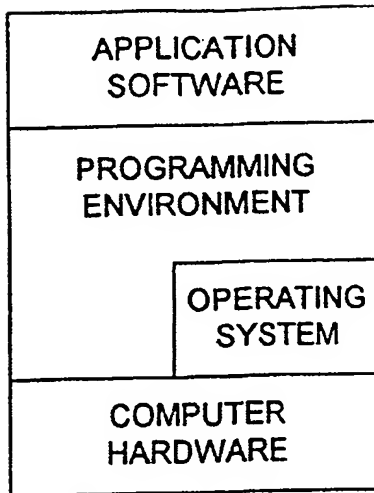 APPLICATION
SOFTWARE
PROGRAMMING
ENVIRONMENT
OPERATING
SYSTEM
COMPUTER
HARDWARE